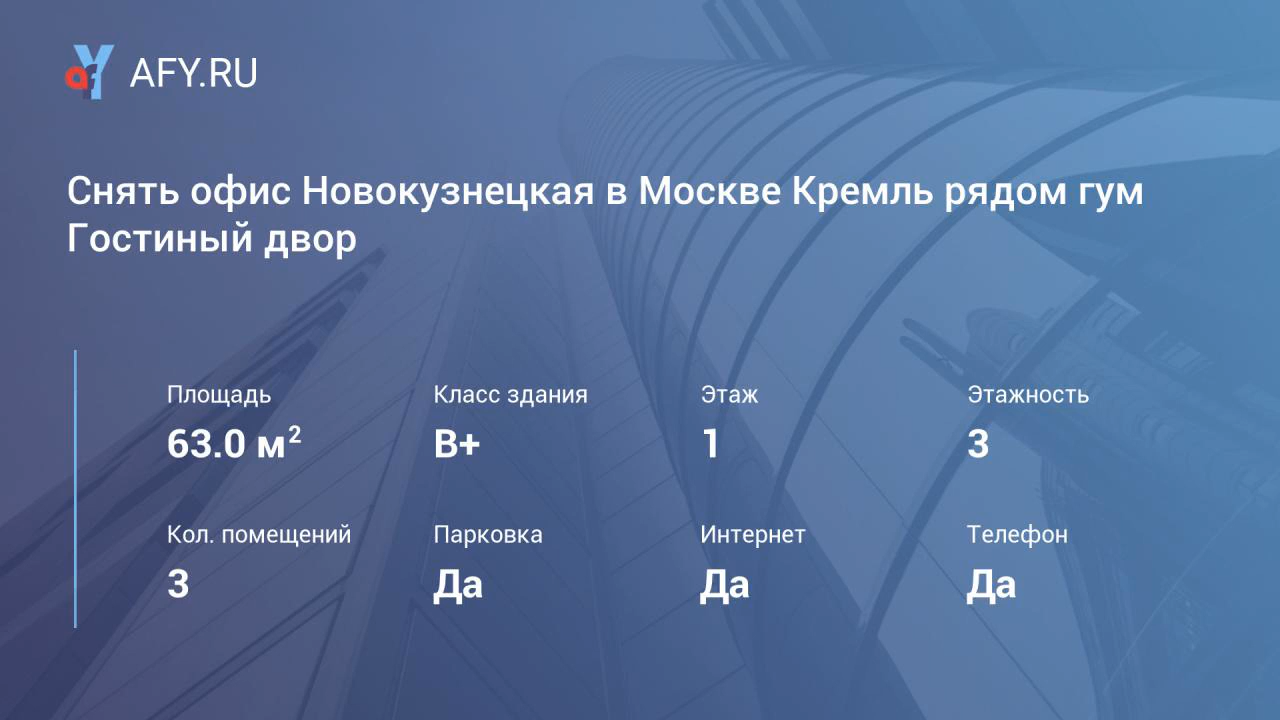 AFY.RU
Снять офис Новокузнецкая в Москве Кремль рядом гум
Гостиный двор
Площадь Класс здания Этаж Этажность
63.0 м² B+ 1 3
Кол. помещений Парковка Интернет Телефон
3 Да Да Да